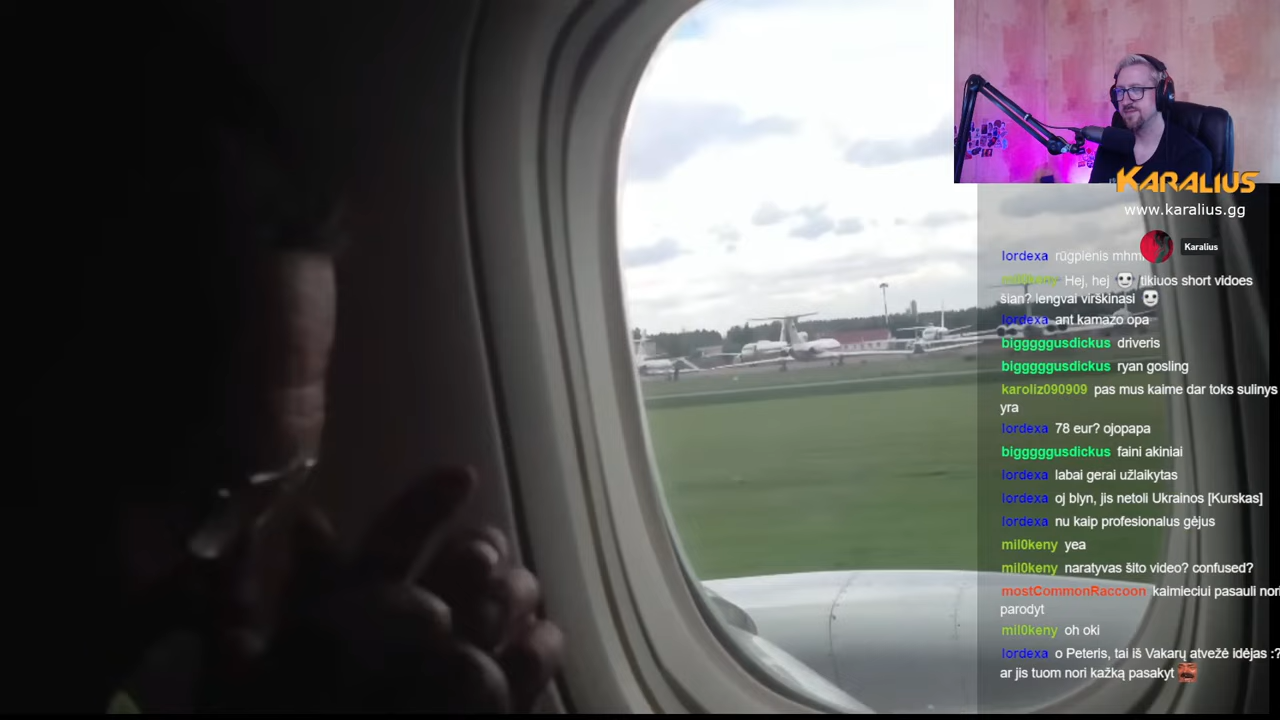 KARALIUS
www.karalius.gg
Karalius
lordexa rūgpienis mhm
mil0keny Hej, hej tikiuos short vidoes
šian? lengvai virškinasi
lordexa ant kamazo opa
bigggggusdickus driveris
bigggggusdickus ryan gosling
karoliz090909 pas mus kaime dar toks sulinys
yra
lordexa 78 eur? ojopapa
bigggggusdickus faini akiniai
lordexa labai gerai užlaikytas
lordexa oj blyn, jis netoli Ukrainos [Kurskas]
lordexa nu kaip profesionalus gėjus
mil0keny yea
mil0keny naratyvas šito video? confused?
mostCommonRaccoon kaimieciui pasauli nori
parodyt
mil0keny oh oki
lordexa o Peteris, tai iš Vakarų atvežė idėjas :?
ar jis tuom nori kažką pasakyt